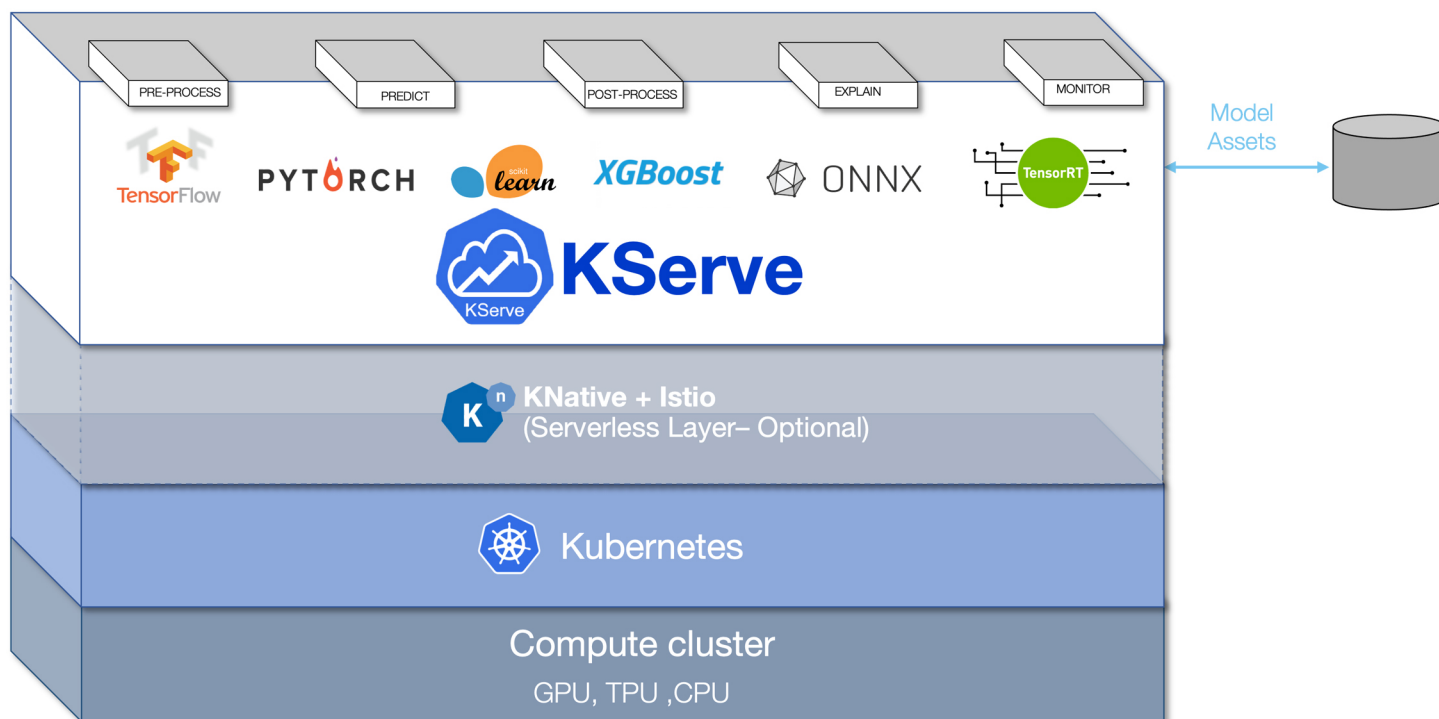 PRE-PROCESS
PREDICT
POST-PROCESS
EXPLAIN
MONITOR
Model
Assets
TF
TensorFlow
PYTORCH
scikit
learn
XGBoost
ONNX
TensorRT
KServe
KServe
K
n
KNative + Istio
(Serverless Layer– Optional)
Kubernetes
Compute cluster
GPU, TPU ,CPU